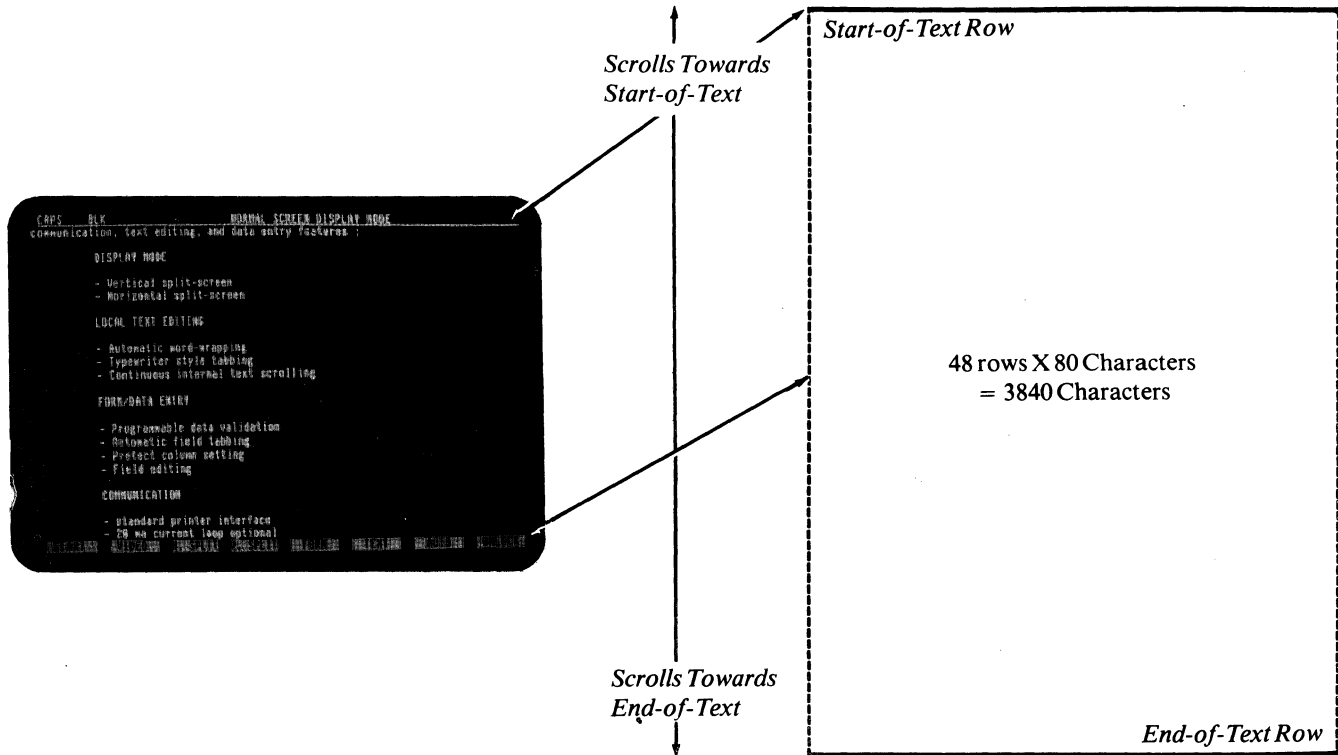 Start-of-Text Row
Scrolls Towards
Start-of-Text
CAPS BLK NORMAL SCREEN DISPLAY MODE
communication, text editing, and data entry features :
DISPLAY MODE
- Vertical split-screen
- Horizontal split-screen
LOCAL TEXT EDITING
- Automatic word-wrapping
- Typewriter style tabbing
- Continuous internal text scrolling
FORM/DATA ENTRY
- Programmable data validation
- Automatic field tabbing
- Protect column setting
- Field editing
COMMUNICATION
- standard printer interface
- 20 ma current loop optional
48 rows X 80 Characters
= 3840 Characters
Scrolls Towards
End-of-Text
End-of-Text Row